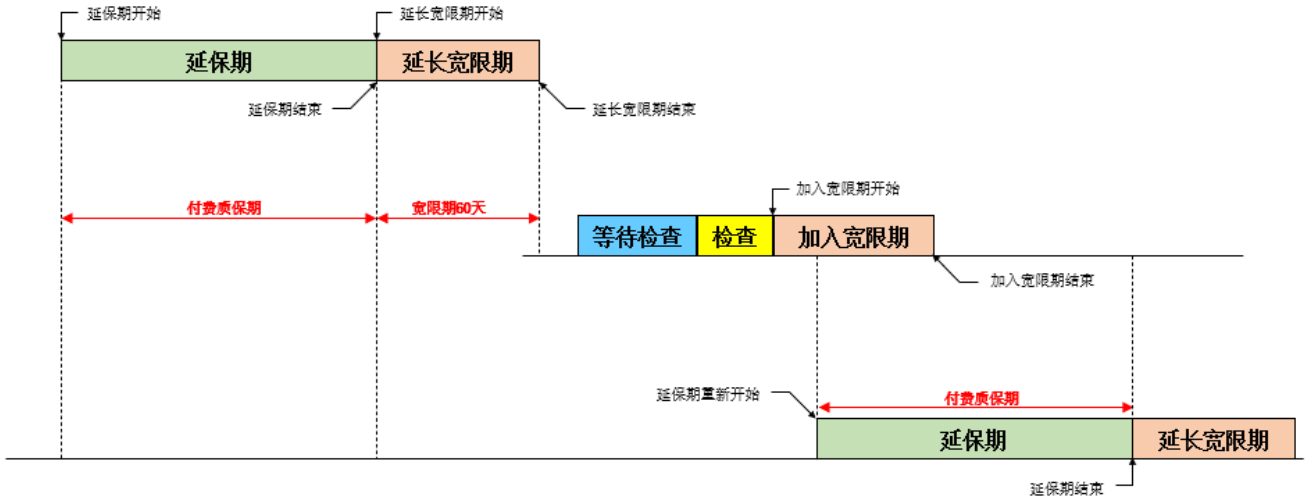 延保期开始
延长宽限期开始
延保期
延长宽限期
延保期结束
延长宽限期结束
付费质保期
宽限期60天
加入宽限期开始
等待检查
检查
加入宽限期
加入宽限期结束
延保期重新开始
付费质保期
延保期
延长宽限期
延保期结束